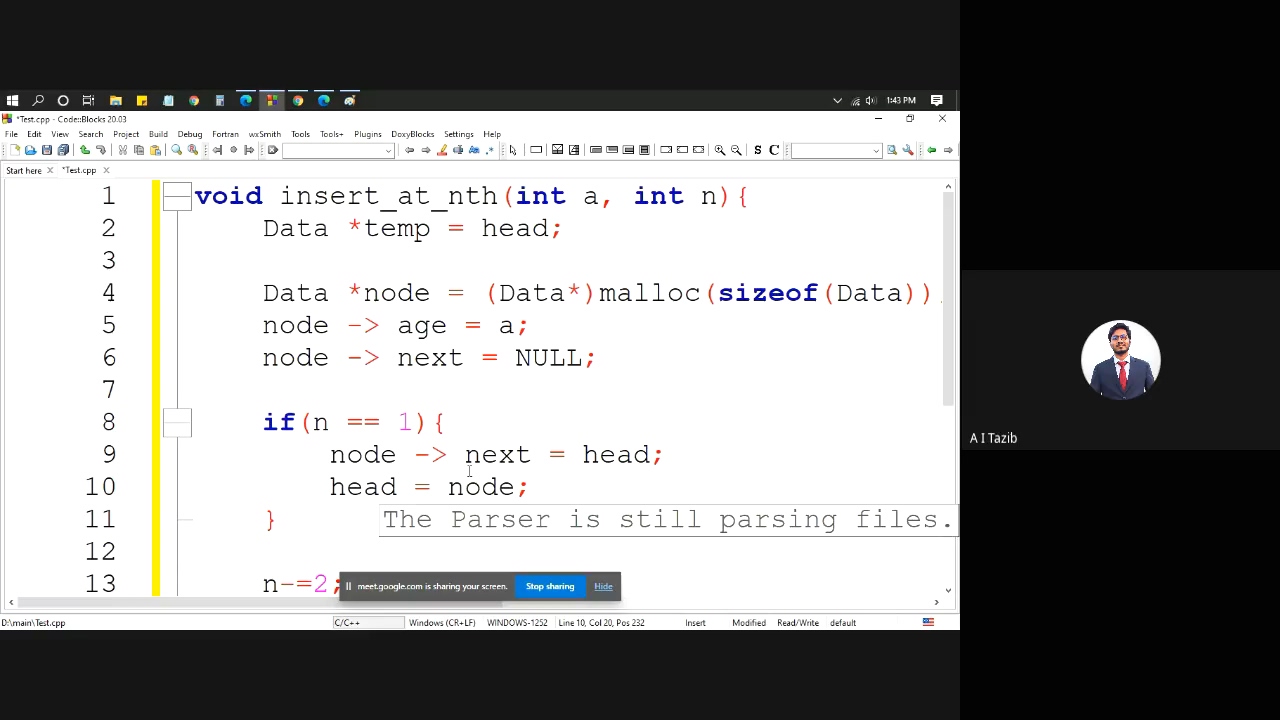 1:43 PM
*Test.cpp - Code::Blocks 20.03
File Edit View Search Project Build Debug Fortran wxSmith Tools Tools+ Plugins DoxyBlocks Settings Help
S C
Start here *Test.cpp
1 void insert_at_nth(int a, int n){
2 Data *temp = head;
3
4 Data *node = (Data*)malloc(sizeof(Data))
5 node -> age = a;
6 node -> next = NULL;
7
8 if(n == 1){
9 node -> next = head;
10 head = node;
11 }
The Parser is still parsing files.
12
13 n-=2;
meet.google.com is sharing your screen. Stop sharing Hide
D:\main\Test.cpp C/C++ Windows (CR+LF) WINDOWS-1252 Line 10, Col 20, Pos 232 Insert Modified Read/Write default
A I Tazib